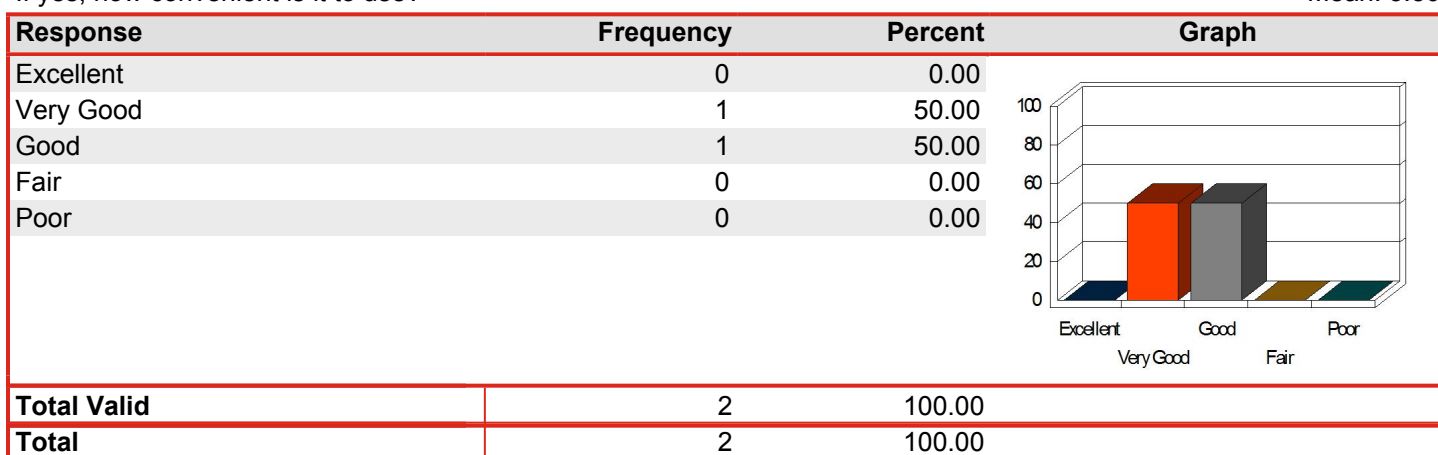 Response Frequency Percent Graph
Excellent 0 0.00
Very Good 1 50.00
Good 1 50.00
Fair 0 0.00
Poor 0 0.00
100
80
60
40
20
0
Excellent Good Poor
Very Good Fair
Total Valid 2 100.00
Total 2 100.00